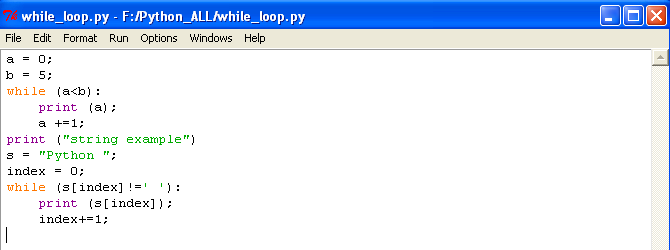 while_loop.py - F:/Python_ALL/while_loop.py
File Edit Format Run Options Windows Help
a = 0;
b = 5;
while (a<b):
    print (a);
    a +=1;
print ("string example")
s = "Python ";
index = 0;
while (s[index]!=' '):
    print (s[index]);
    index+=1;